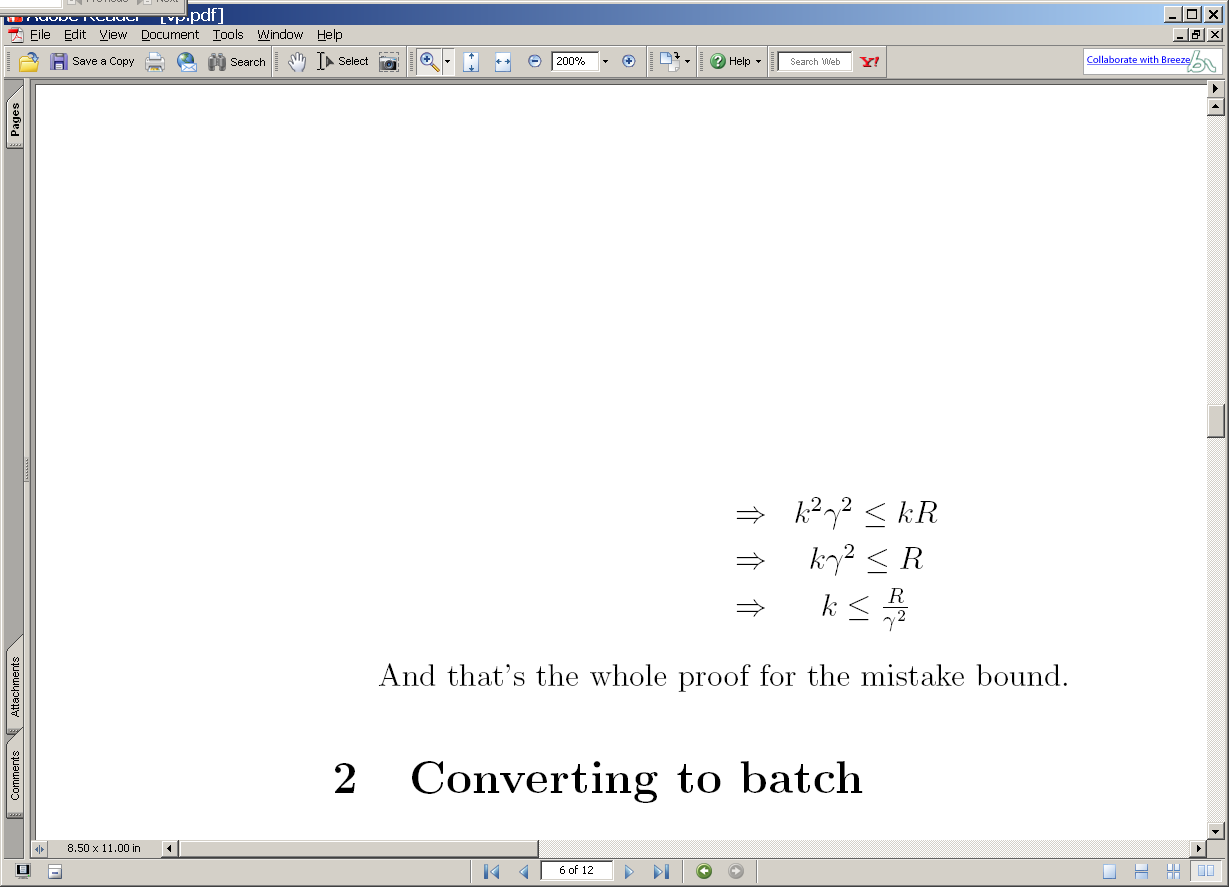 Adobe Reader - [vp.pdf]
File Edit View Document Tools Window Help
Save a Copy Search Select 200% Help Search Web Y! Collaborate with Breeze
Pages
⇒ k²γ² ≤ kR
⇒ kγ² ≤ R
⇒ k ≤ R/γ²
And that's the whole proof for the mistake bound.
2 Converting to batch
Attachments
Comments
8.50 x 11.00 in
6 of 12